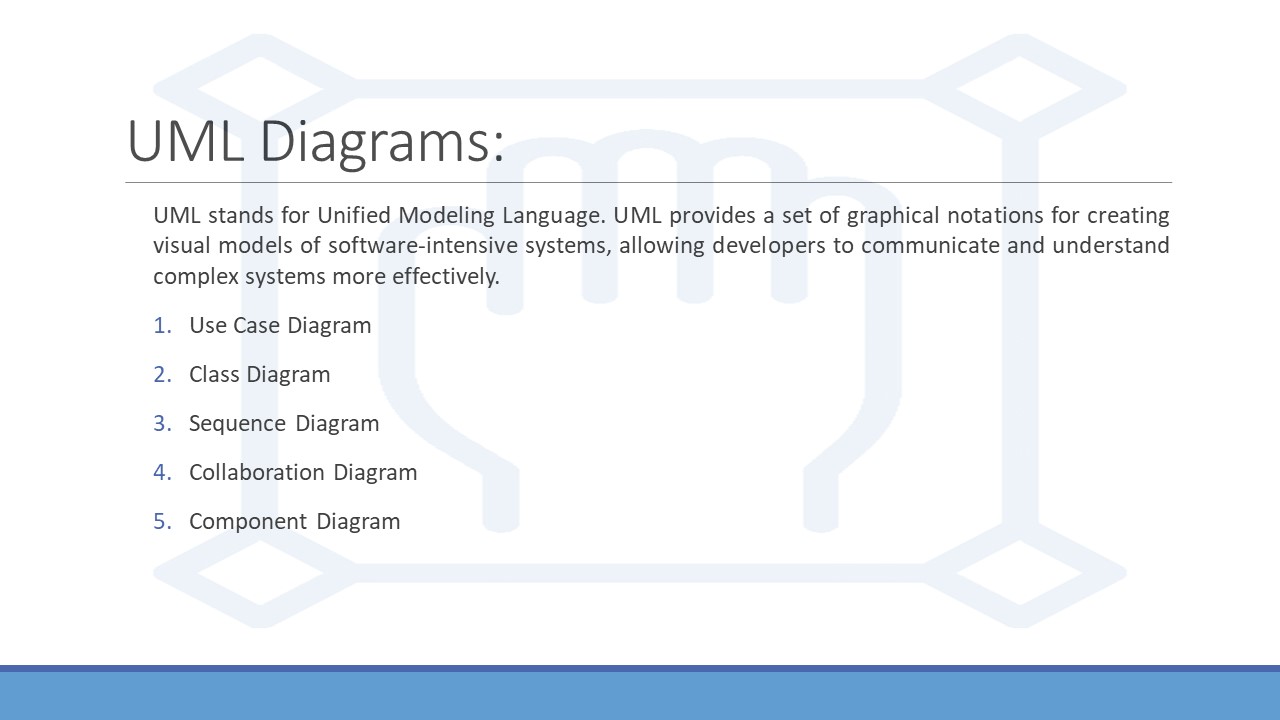 UML Diagrams:
UML stands for Unified Modeling Language. UML provides a set of graphical notations for creating
visual models of software-intensive systems, allowing developers to communicate and understand
complex systems more effectively.
1. Use Case Diagram
2. Class Diagram
3. Sequence Diagram
4. Collaboration Diagram
5. Component Diagram